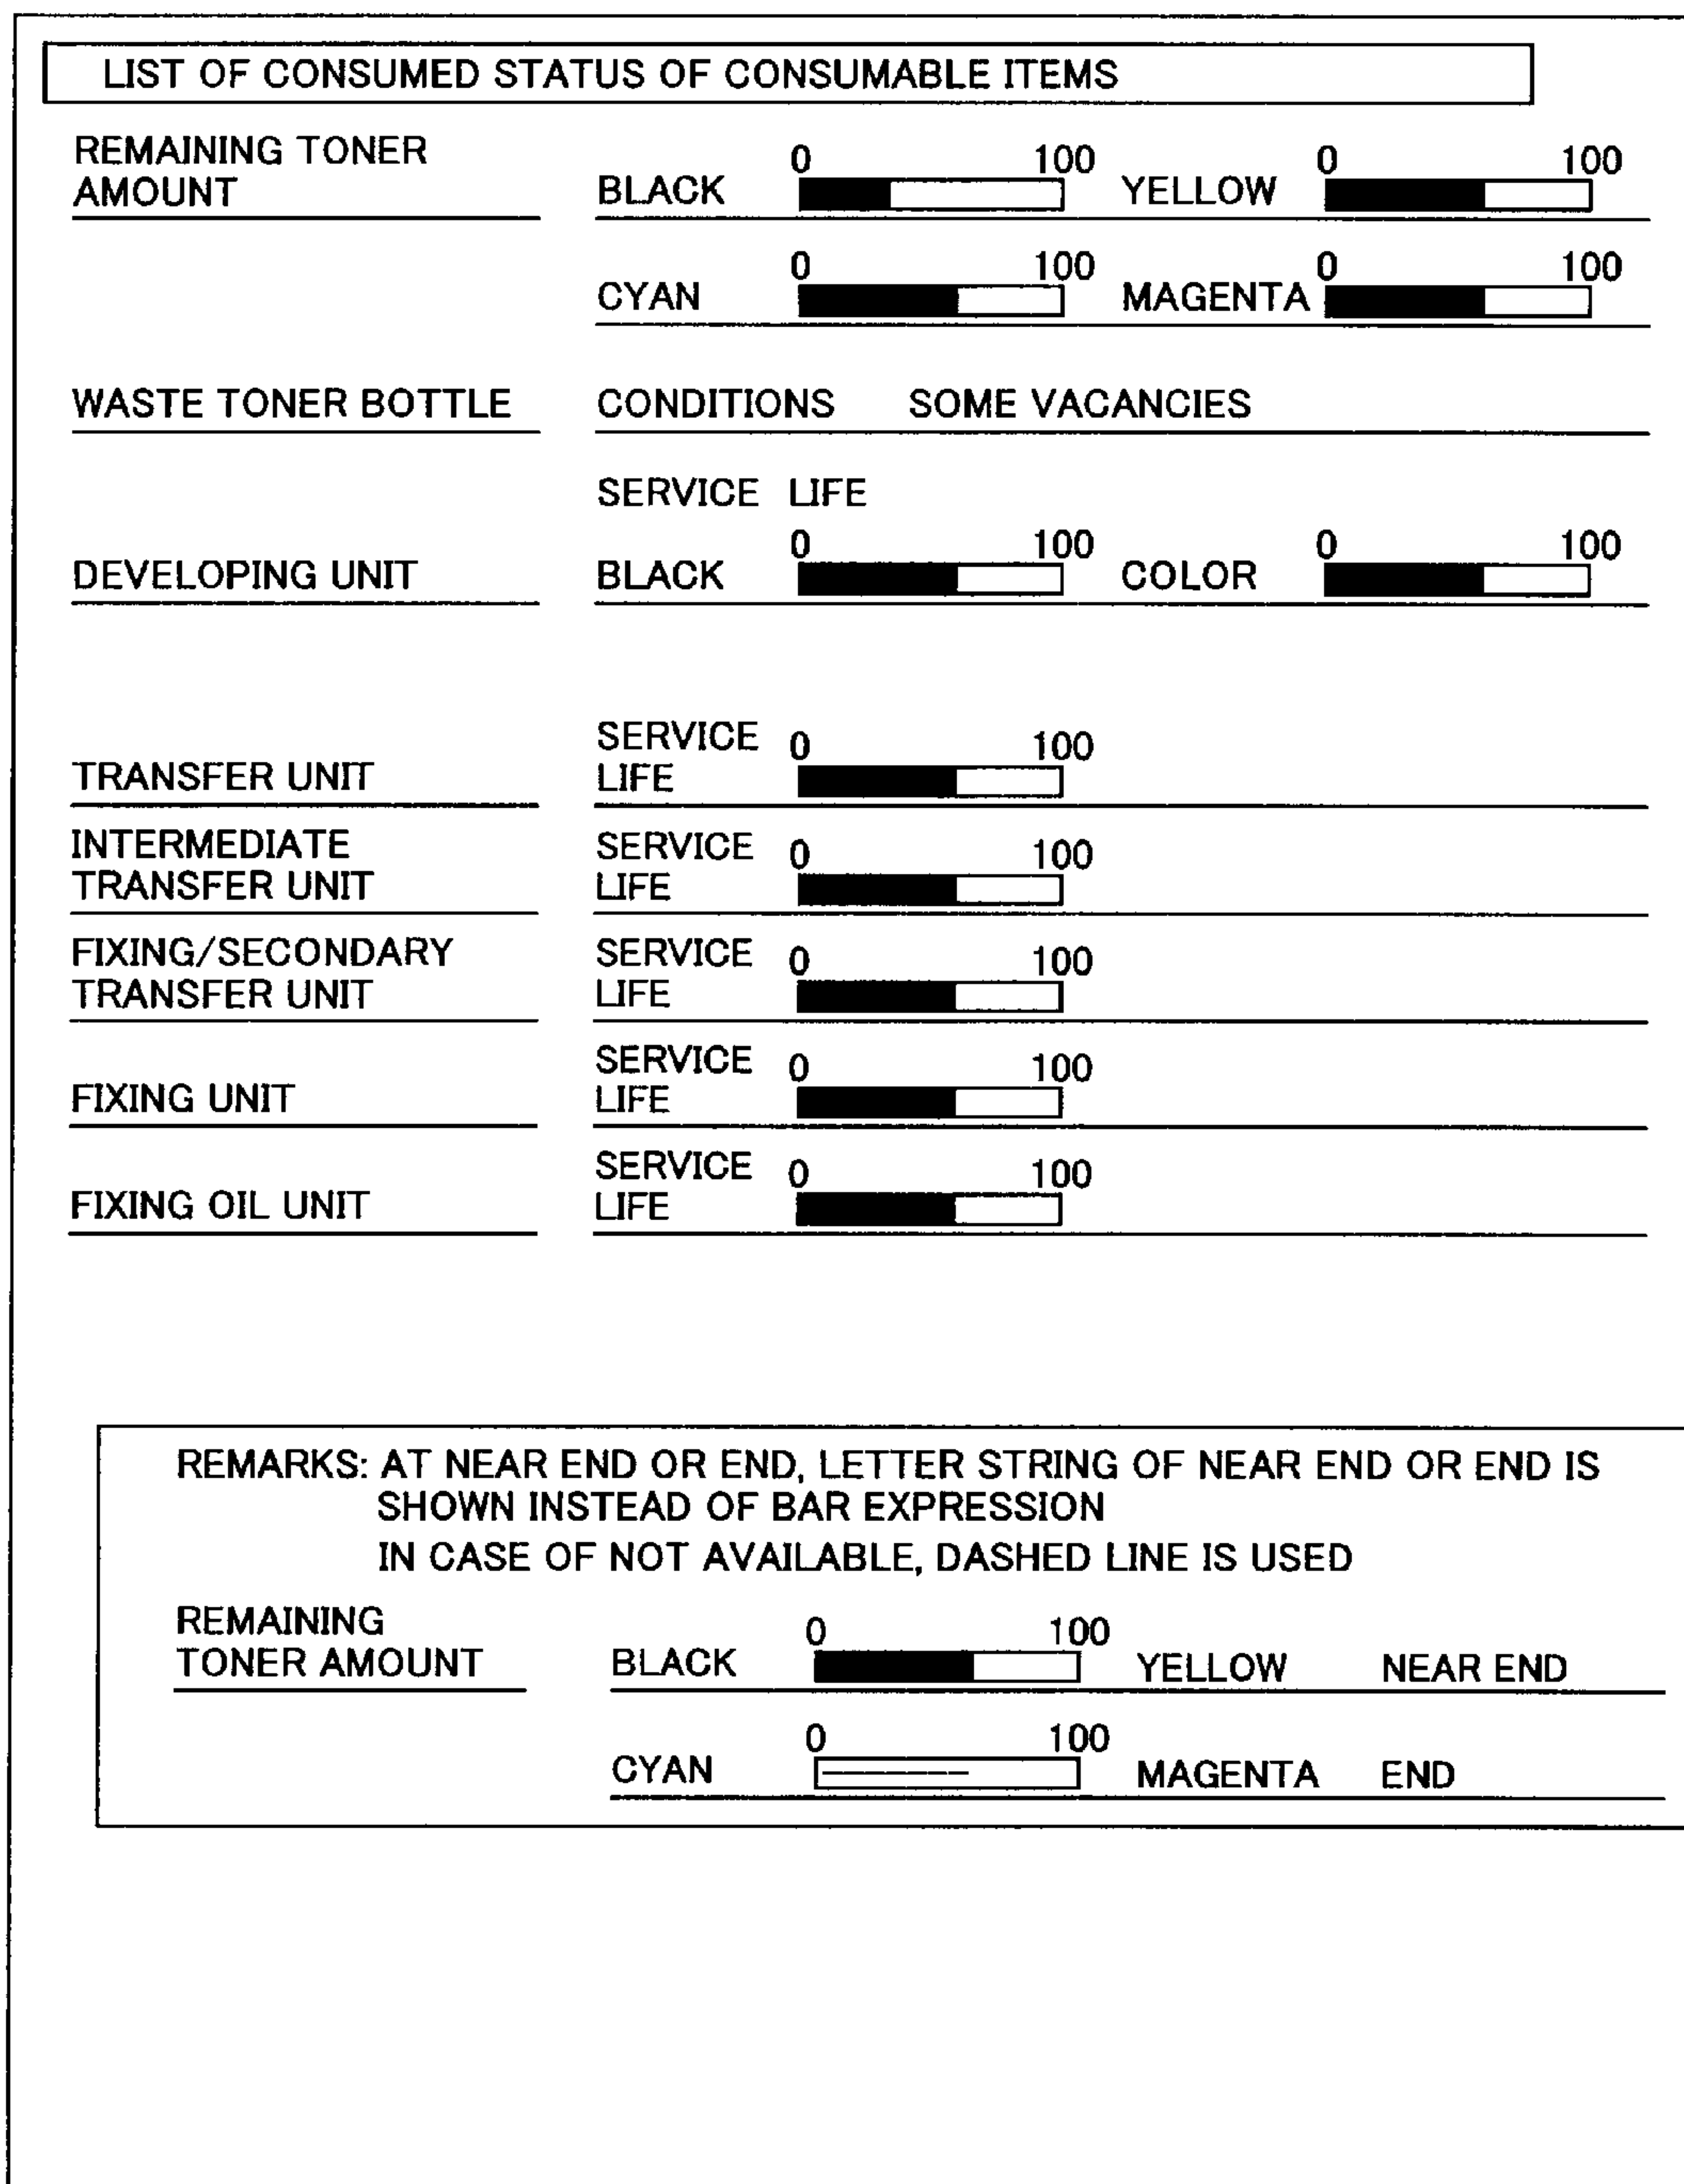 LIST OF CONSUMED STATUS OF CONSUMABLE ITEMS
REMAINING TONER
AMOUNT
BLACK 0 100 YELLOW 0 100
CYAN 0 100 MAGENTA 0 100
WASTE TONER BOTTLE CONDITIONS SOME VACANCIES
SERVICE LIFE
DEVELOPING UNIT BLACK 0 100 COLOR 0 100
TRANSFER UNIT
SERVICE
LIFE
0 100
INTERMEDIATE
TRANSFER UNIT
SERVICE
LIFE
0 100
FIXING/SECONDARY
TRANSFER UNIT
SERVICE
LIFE
0 100
FIXING UNIT
SERVICE
LIFE
0 100
FIXING OIL UNIT
SERVICE
LIFE
0 100
REMARKS: AT NEAR END OR END, LETTER STRING OF NEAR END OR END IS
SHOWN INSTEAD OF BAR EXPRESSION
IN CASE OF NOT AVAILABLE, DASHED LINE IS USED
REMAINING
TONER AMOUNT
BLACK 0 100 YELLOW NEAR END
CYAN 0 100 MAGENTA END